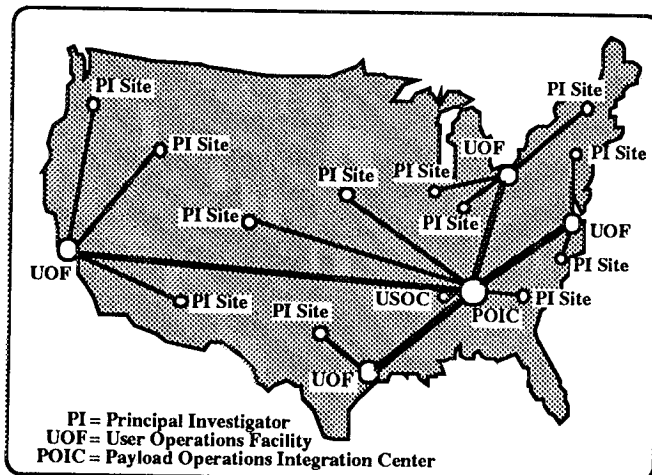 PI Site
PI Site
PI Site
UOF
PI Site
PI Site
PI Site
PI Site
PI Site
PI Site
UOF
UOF
PI Site
USOC
PI Site
PI Site
POIC
PI Site
UOF
PI = Principal Investigator
UOF = User Operations Facility
POIC = Payload Operations Integration Center